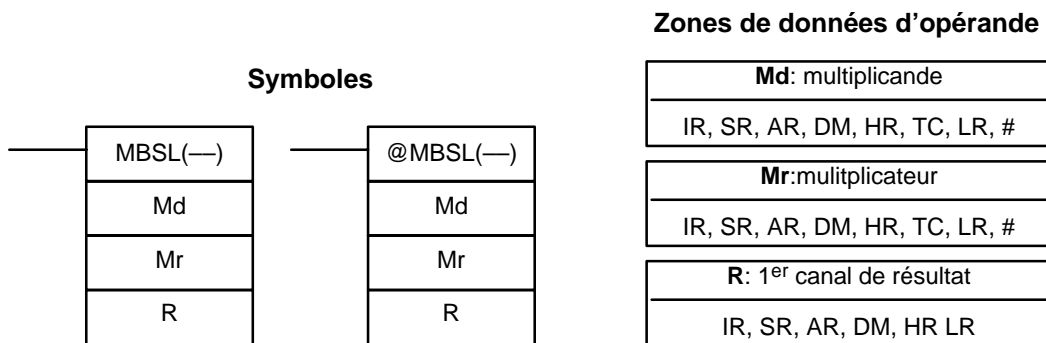 Zones de données d’opérande
Symboles
MBSL(––)
Md
Mr
R
@MBSL(––)
Md
Mr
R
Md: multiplicande
IR, SR, AR, DM, HR, TC, LR, #
Mr:mulitplicateur
IR, SR, AR, DM, HR, TC, LR, #
R: 1er canal de résultat
IR, SR, AR, DM, HR LR